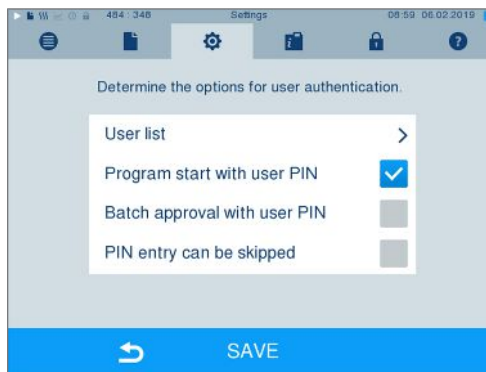 484 : 348 Settings 08:59 06.02.2019
Determine the options for user authentication.
User list
Program start with user PIN
Batch approval with user PIN
PIN entry can be skipped
SAVE